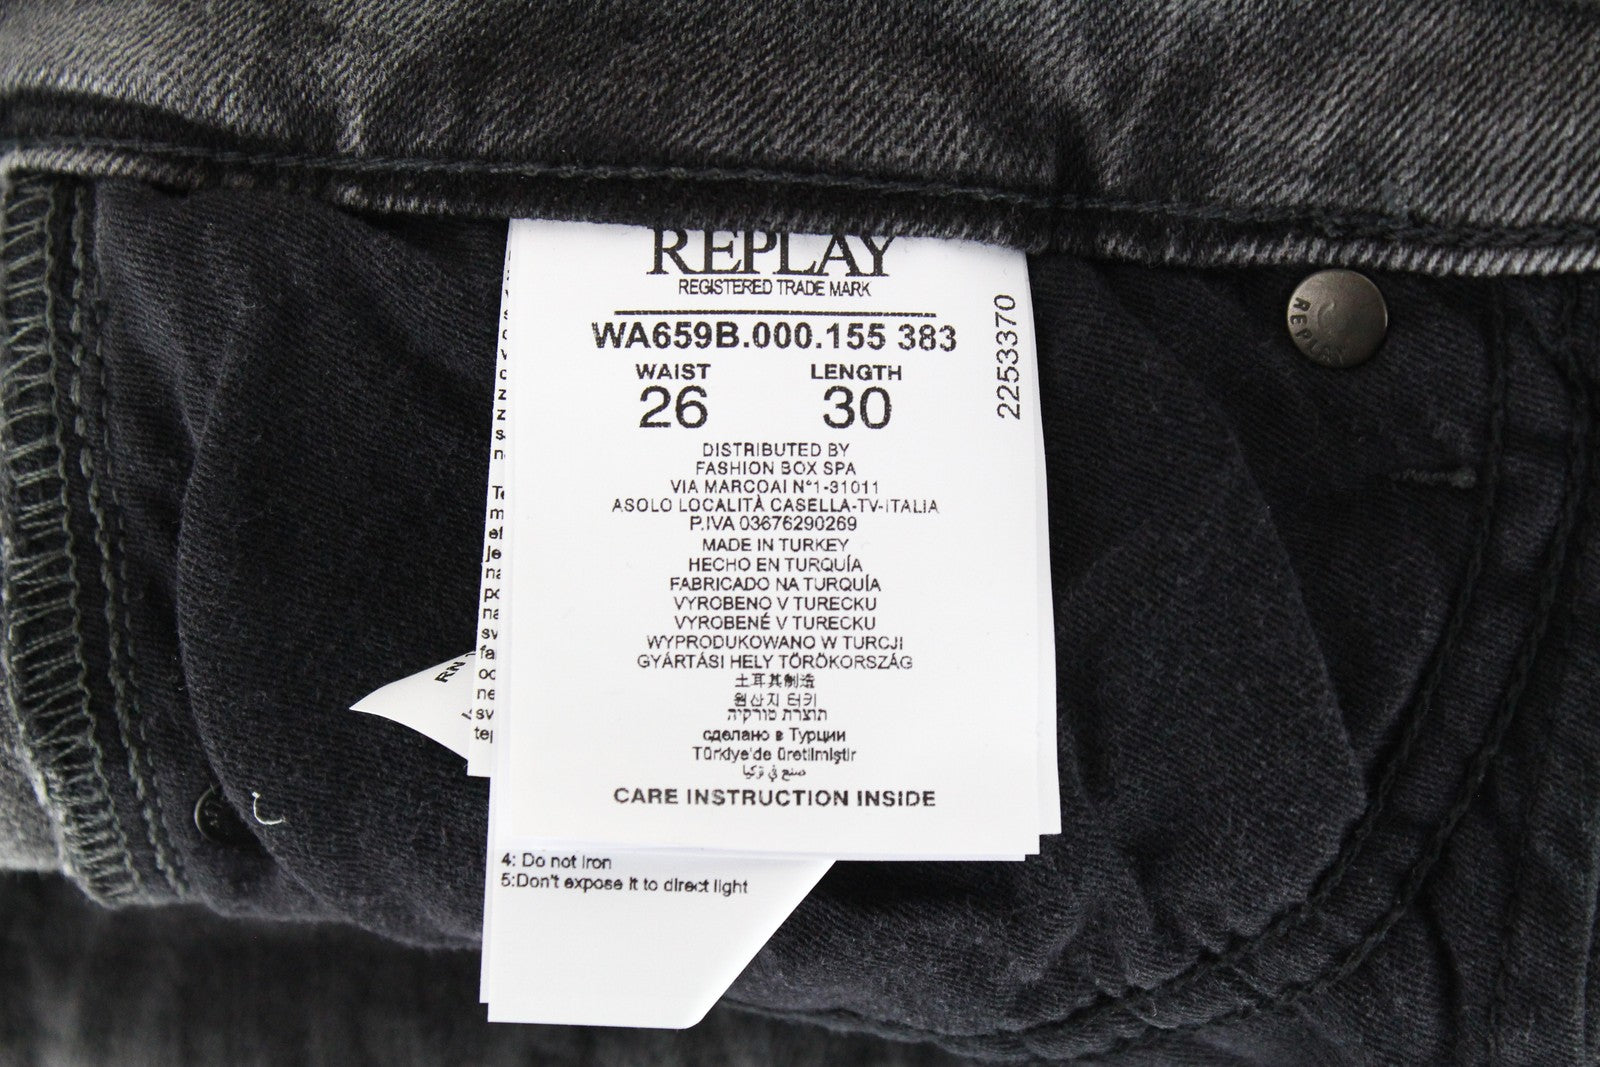 REPLAY
REGISTERED TRADE MARK
WA659B.000.155 383
WAIST LENGTH
26 30
2253370
DISTRIBUTED BY
FASHION BOX SPA
VIA MARCOAI N°1-31011
ASOLO LOCALITÀ CASELLA-TV-ITALIA
P.IVA 03676290269
MADE IN TURKEY
HECHO EN TURQUÍA
FABRICADO NA TURQUÍA
VYROBENO V TURECKU
VYROBENÉ V TURECKU
WYPRODUKOWANO W TURCJI
GYÁRTÁSI HELY TÖRÖKORSZÁG
土耳其制造
원산지 터키
תוצרת טורקיה
сделано в Турции
Türkiye'de üretilmiştir
صنع في تركيا
CARE INSTRUCTION INSIDE
4: Do not Iron
5:Don't expose it to direct light
RN
REPLAY